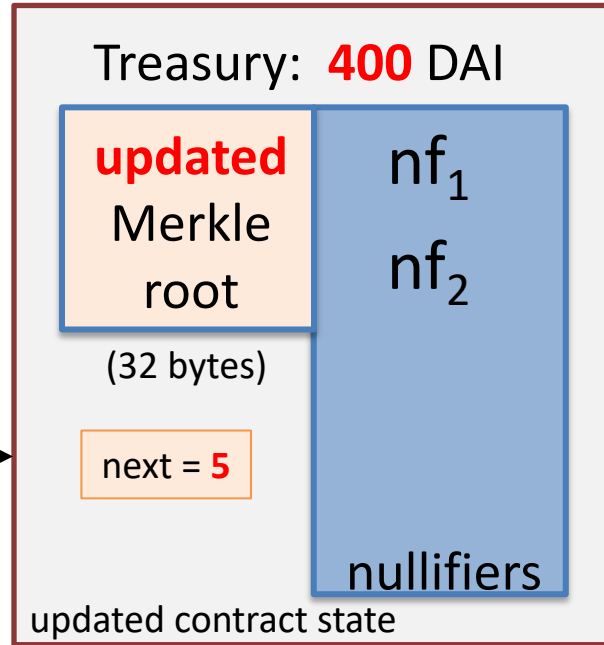 Treasury: 400 DAI
updated
Merkle
root
(32 bytes)
next = 5
nf₁
nf₂
nullifiers
updated contract state